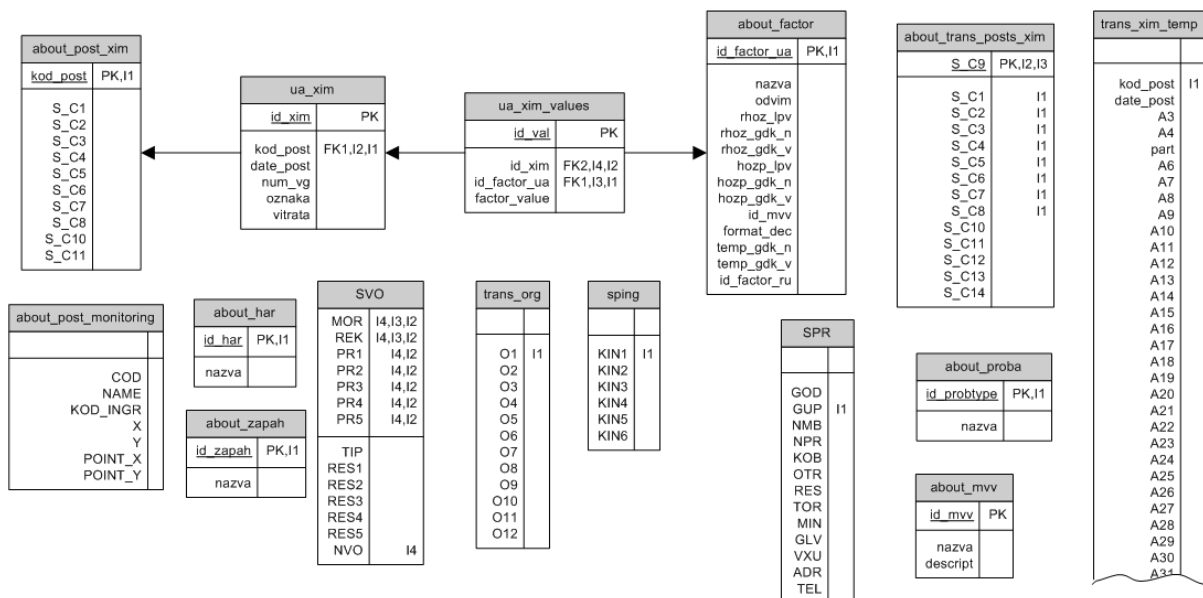 about_post_xim
kod_post PK,I1
S_C1
S_C2
S_C3
S_C4
S_C5
S_C6
S_C7
S_C8
S_C10
S_C11
ua_xim
id_xim PK
kod_post FK1,I2,I1
date_post
num_vg
oznaka
vitrata
ua_xim_values
id_val PK
id_xim FK2,I4,I2
id_factor_ua FK1,I3,I1
factor_value
about_factor
id_factor_ua PK,I1
nazva
odvim
rhoz_lpv
rhoz_gdk_n
rhoz_gdk_v
hozp_lpv
hozp_gdk_n
hozp_gdk_v
id_mvv
format_dec
temp_gdk_n
temp_gdk_v
id_factor_ru
about_trans_posts_xim
S_C9 PK,I2,I3
S_C1 I1
S_C2 I1
S_C3 I1
S_C4 I1
S_C5 I1
S_C6 I1
S_C7 I1
S_C8 I1
S_C10
S_C11
S_C12
S_C13
S_C14
trans_xim_temp
kod_post I1
date_post
A3
A4
part
A6
A7
A8
A9
A10
A11
A12
A13
A14
A15
A16
A17
A18
A19
A20
A21
A22
A23
A24
A25
A26
A27
A28
A29
A30
A31
about_post_monitoring
COD
NAME
KOD_INGR
X
Y
POINT_X
POINT_Y
about_har
id_har PK,I1
nazva
about_zapah
id_zapah PK,I1
nazva
SVO
MOR I4,I3,I2
REK I4,I3,I2
PR1 I4,I2
PR2 I4,I2
PR3 I4,I2
PR4 I4,I2
PR5 I4,I2
TIP
RES1
RES2
RES3
RES4
RES5
NVO I4
trans_org
O1 I1
O2
O3
O4
O5
O6
O7
O8
O9
O10
O11
O12
sping
KIN1 I1
KIN2
KIN3
KIN4
KIN5
KIN6
SPR
GOD
GUP I1
NMB
NPR
KOB
OTR
RES
TOR
MIN
GLV
VXU
ADR
TEL
about_proba
id_probtype PK,I1
nazva
about_mvv
id_mvv PK
nazva
descript